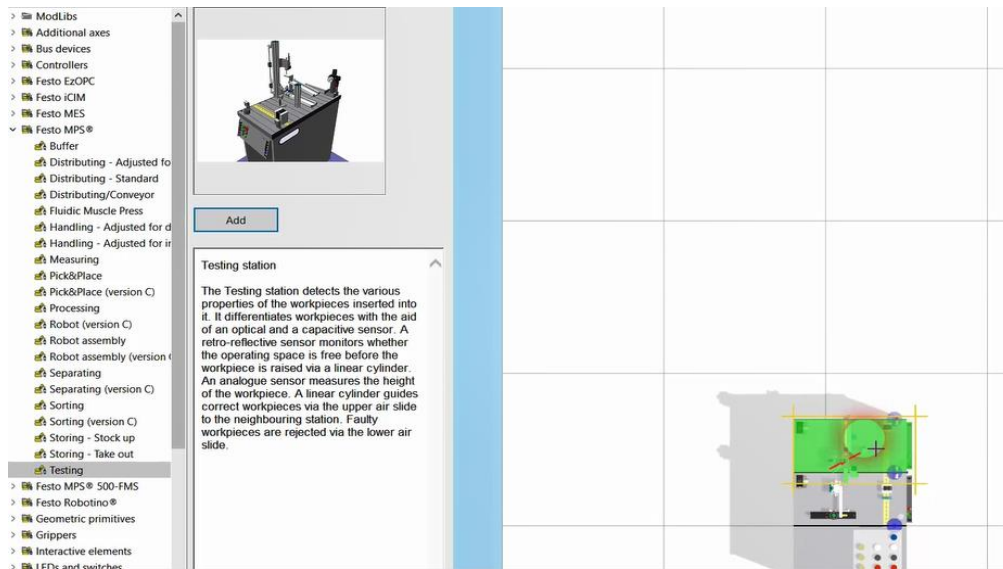 ModLibs
Additional axes
Bus devices
Controllers
Festo EzOPC
Festo iCIM
Festo MES
Festo MPS®
Buffer
Distributing - Adjusted fo
Distributing - Standard
Distributing/Conveyor
Fluidic Muscle Press
Handling - Adjusted for d
Handling - Adjusted for ir
Measuring
Pick&Place
Pick&Place (version C)
Processing
Robot (version C)
Robot assembly
Robot assembly (version
Separating
Separating (version C)
Sorting
Sorting (version C)
Storing - Stock up
Storing - Take out
Testing
Festo MPS® 500-FMS
Festo Robotino®
Geometric primitives
Grippers
Interactive elements
LEDs and switches
Add
Testing station
The Testing station detects the various
properties of the workpieces inserted into
it. It differentiates workpieces with the aid
of an optical and a capacitive sensor. A
retro-reflective sensor monitors whether
the operating space is free before the
workpiece is raised via a linear cylinder.
An analogue sensor measures the height
of the workpiece. A linear cylinder guides
correct workpieces via the upper air slide
to the neighbouring station. Faulty
workpieces are rejected via the lower air
slide.